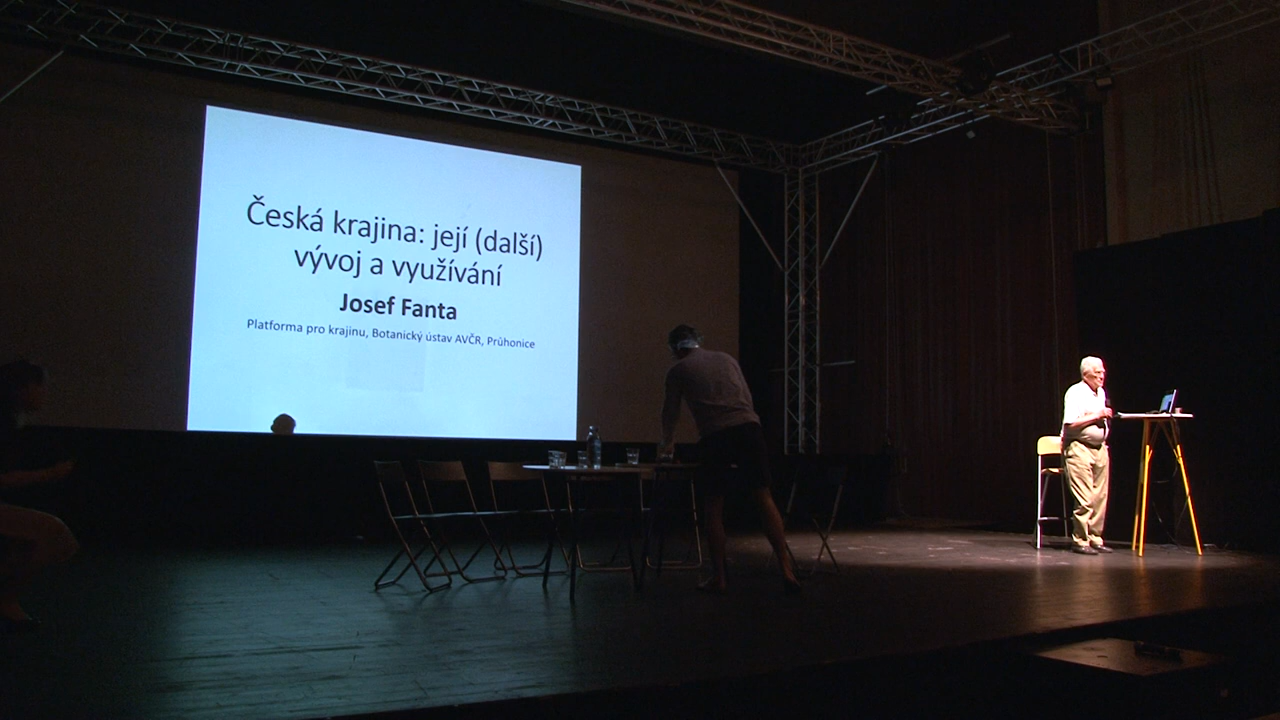 Česká krajina: její (další)
vývoj a využívání
Josef Fanta
Platforma pro krajinu, Botanický ústav AVČR, Průhonice